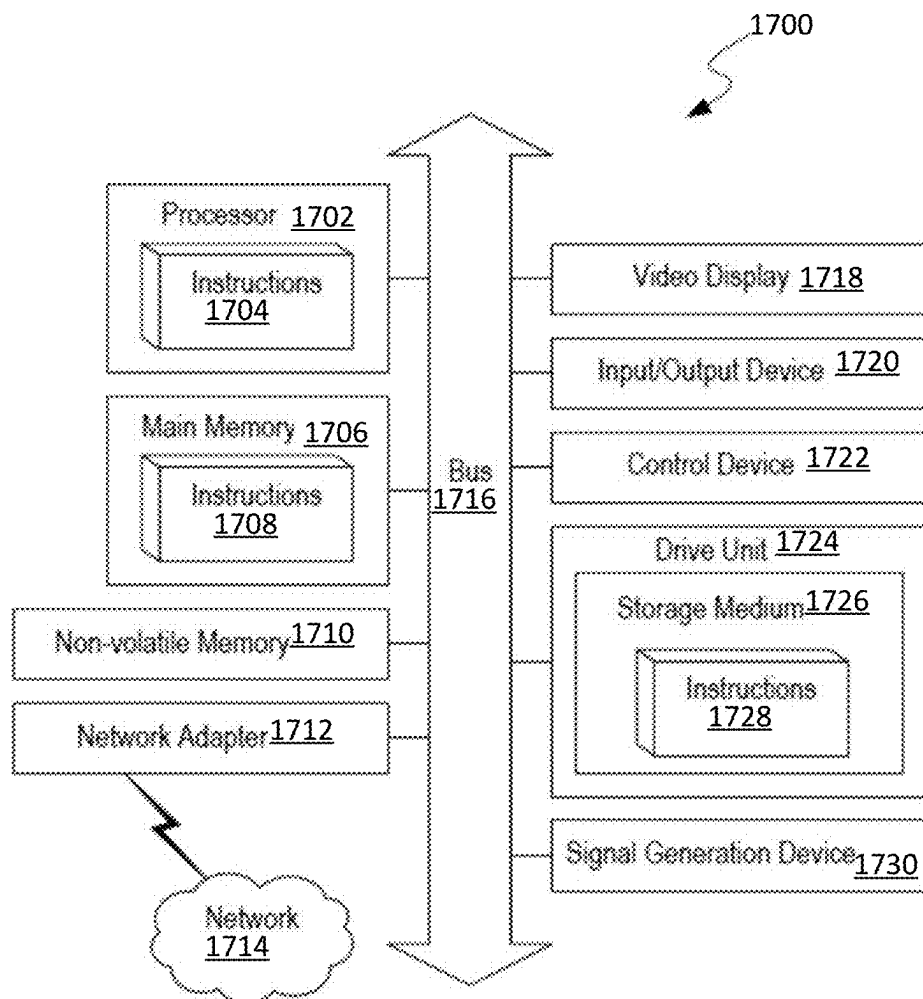 1700
Processor 1702
Instructions
1704
Main Memory 1706
Instructions
1708
Non-volatile Memory 1710
Network Adapter 1712
Network
1714
Bus
1716
Video Display 1718
Input/Output Device 1720
Control Device 1722
Drive Unit 1724
Storage Medium 1726
Instructions
1728
Signal Generation Device 1730